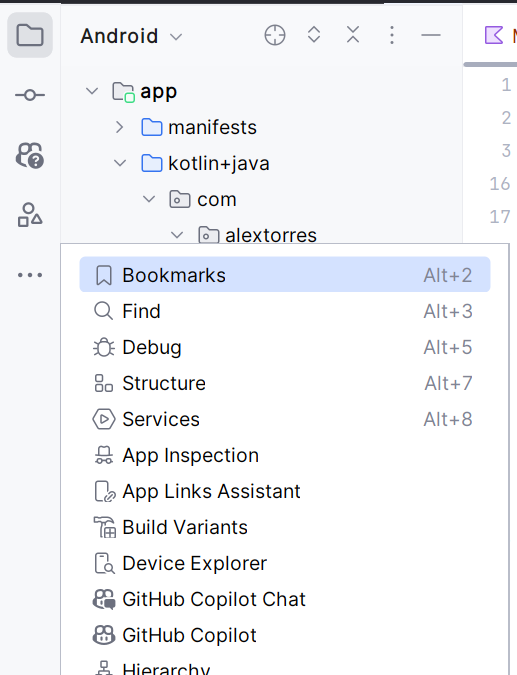 Android
app
1
manifests
2
kotlin+java
3
com
16
alextorres
17
Bookmarks Alt+2
Find Alt+3
Debug Alt+5
Structure Alt+7
Services Alt+8
App Inspection
App Links Assistant
Build Variants
Device Explorer
GitHub Copilot Chat
GitHub Copilot
Hierarchy